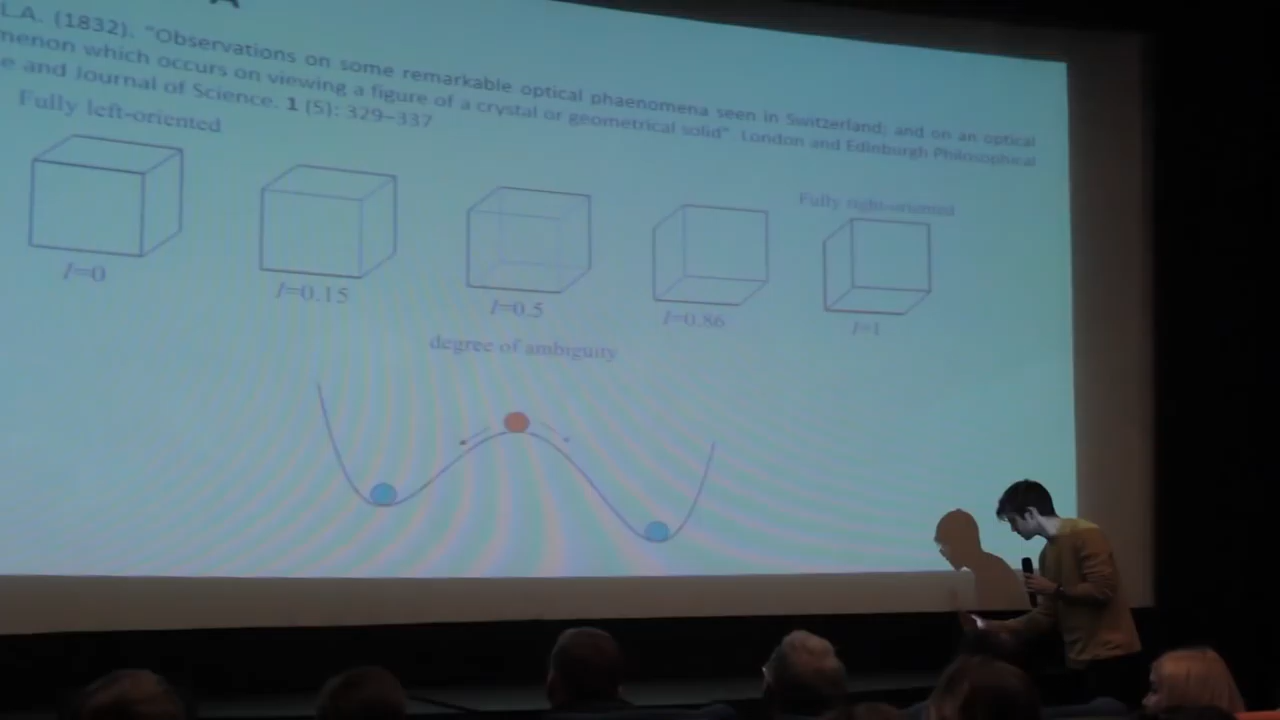 L.A. (1832). "Observations on some remarkable optical phaenomena seen in Switzerland; and on an optical
menon which occurs on viewing a figure of a crystal or geometrical solid" London and Edinburgh Philosophical
e and Journal of Science. 1 (5): 329–337
Fully left-oriented
Fully right-oriented
I=0
I=0.15
I=0.5
I=0.86
I=1
degree of ambiguity